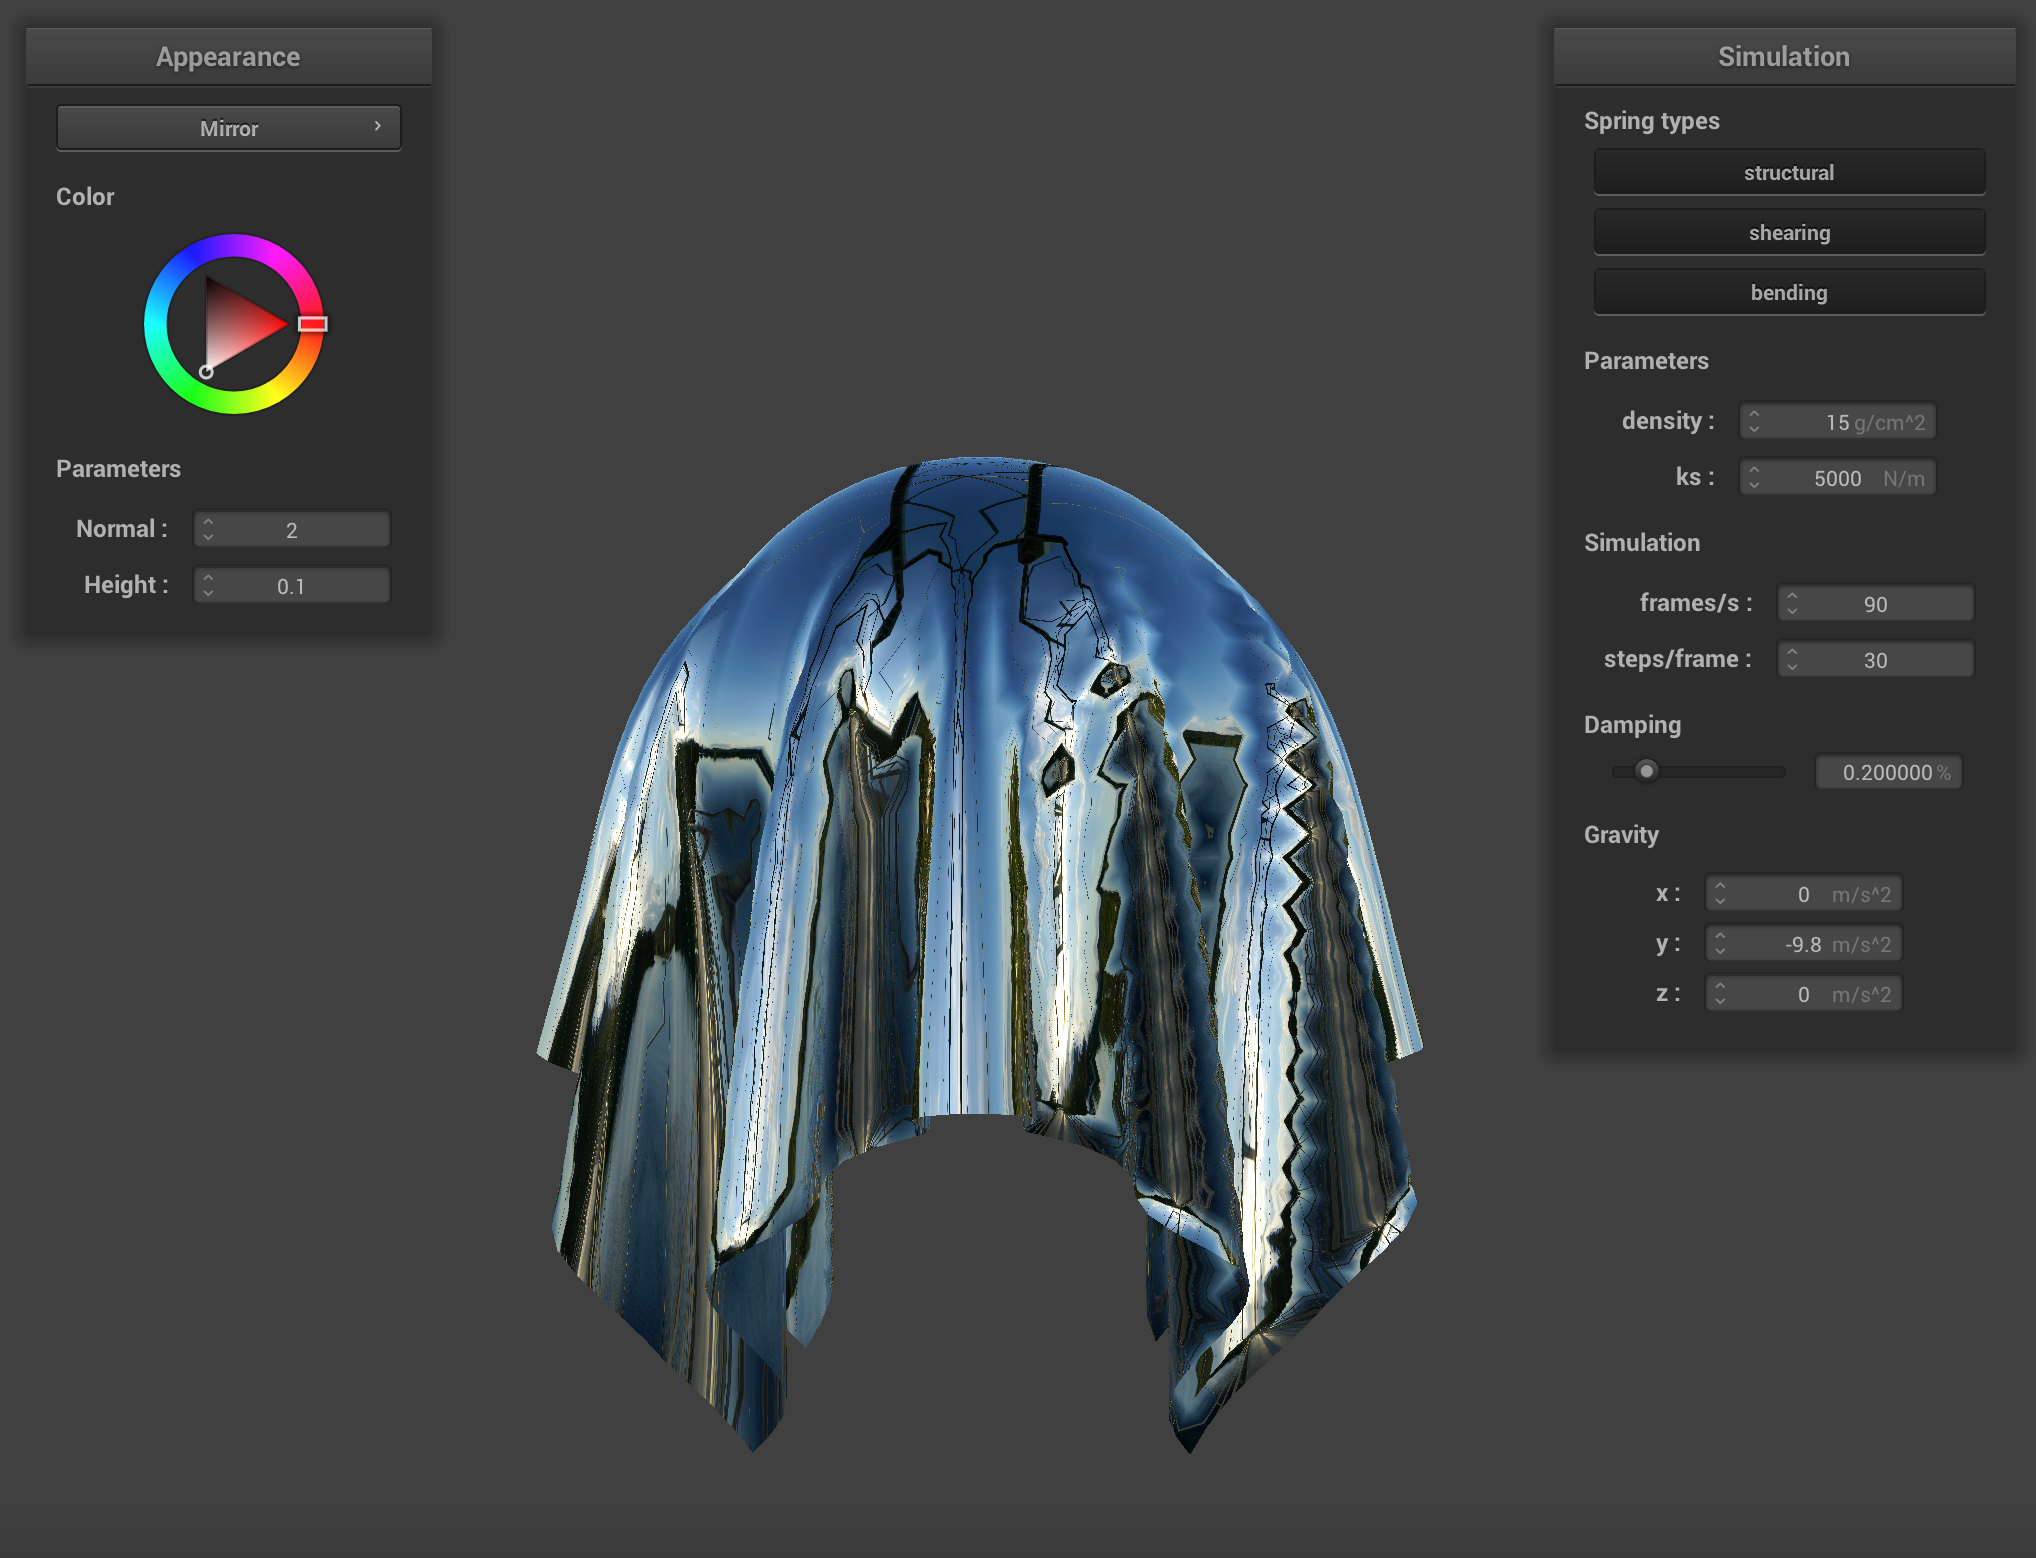 Appearance
Mirror
Color
Parameters
Normal : 2
Height : 0.1
Simulation
Spring types
structural
shearing
bending
Parameters
density : 15 g/cm^2
ks : 5000 N/m
Simulation
frames/s : 90
steps/frame : 30
Damping
0.200000 %
Gravity
x : 0 m/s^2
y : -9.8 m/s^2
z : 0 m/s^2